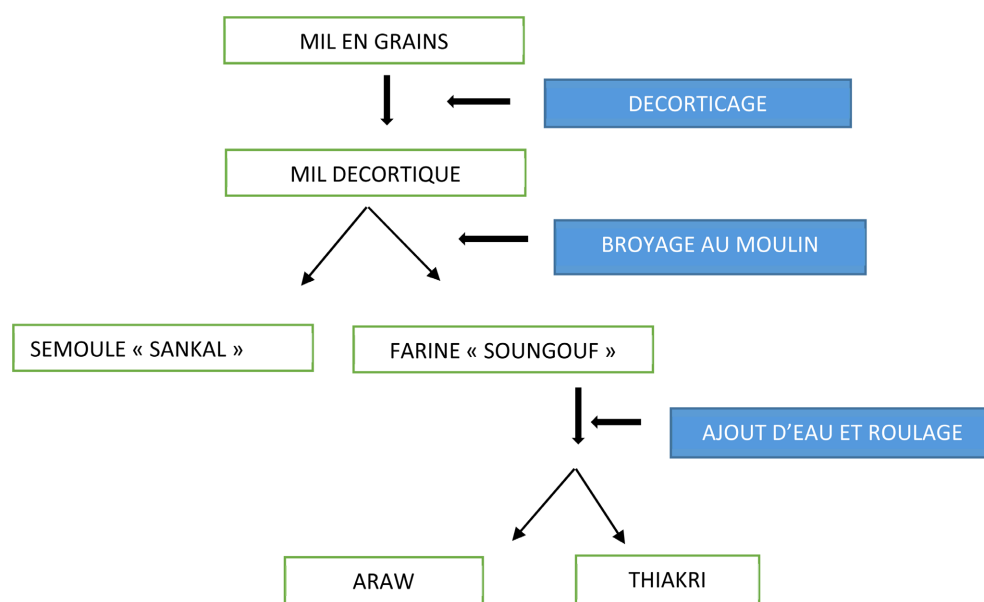 MIL EN GRAINS
DECORTICAGE
MIL DECORTIQUE
BROYAGE AU MOULIN
SEMOULE « SANKAL »
FARINE « SOUNGOUF »
AJOUT D’EAU ET ROULAGE
ARAW
THIAKRI